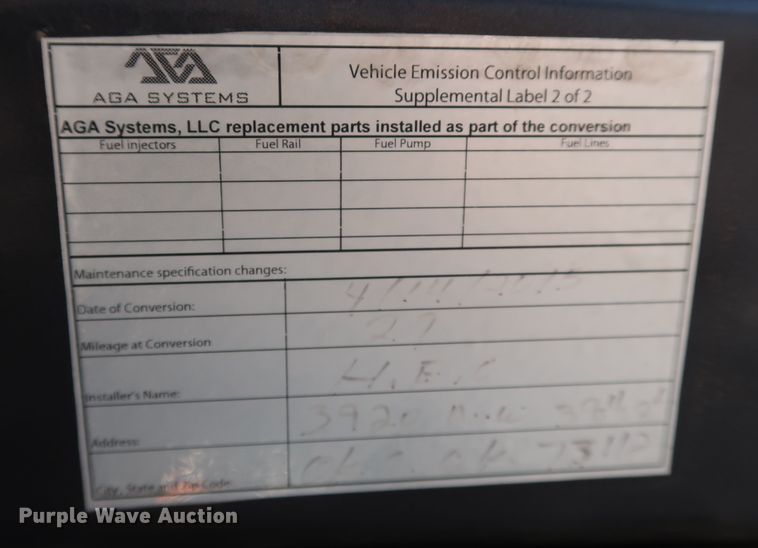 AGA SYSTEMS
Vehicle Emission Control Information
Supplemental Label 2 of 2
AGA Systems, LLC replacement parts installed as part of the conversion
Fuel injectors Fuel Rail Fuel Pump Fuel Lines
Maintenance specification changes:
Date of Conversion:
Mileage at Conversion 27
Installer's Name: H.E.C
Address: 3920
City, State and Zip Code
Purple Wave Auction